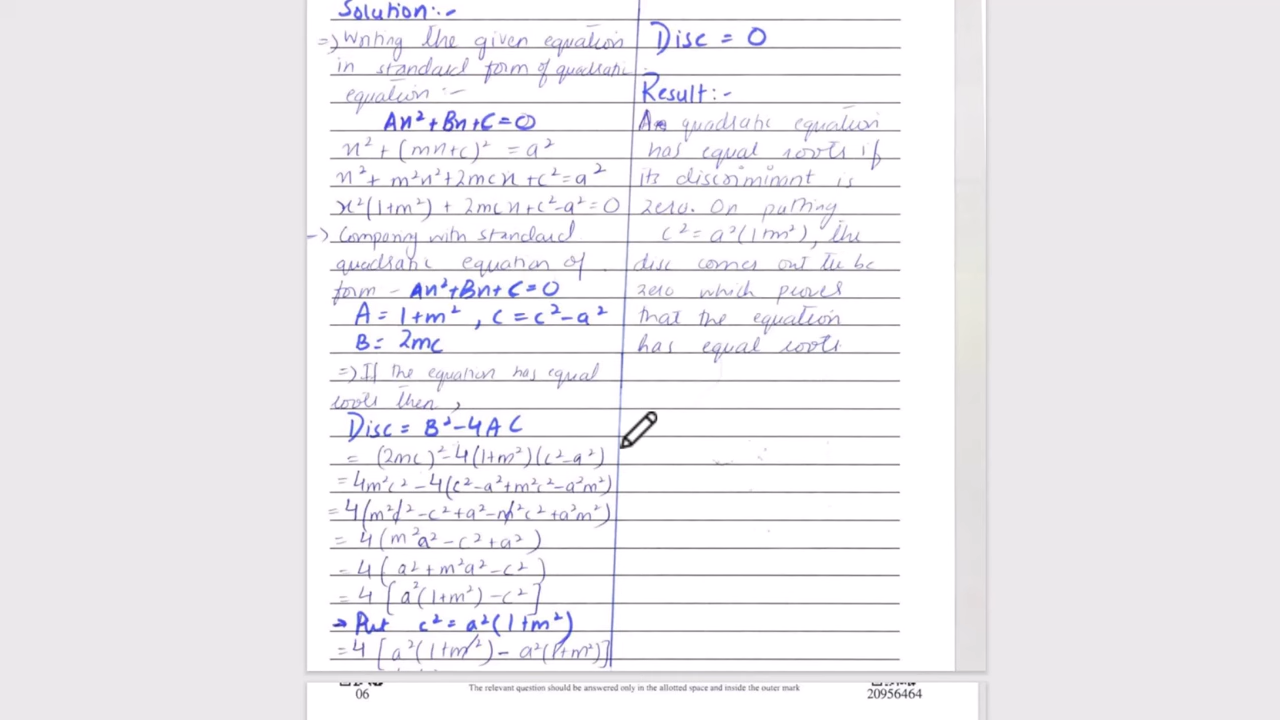 Solution:-
=) Writing the given equation
in standard form of quadratic
equation :-
An²+Bn+C=0
x²+(mn+c)² = a²
x²+ m²x²+2mcx +c²=a²
x²(1+m²) + 2mcx+c²-a²=0
-) Comparing with standard
quadratic equation of
form - An²+Bn+C=0
A = 1+m² , C = c²-a²
B = 2mc
=) If the equation has equal
roots then ,
Disc = B²-4AC
= (2mc)²-4(1+m²)(c²-a²)
= 4m²c² -4(c²-a²+m²c²-a²m²)
= 4(m²c² -c²+a²-m²c²+a²m²)
= 4(m²a² -c²+a²)
= 4(a²+m²a²-c²)
= 4[a²(1+m²)-c²]
→ Put c²= a²(1+m²)
= 4[a²(1+m²) - a²(1+m²)]
Disc = 0
Result:-
A quadratic equation
has equal roots if
its discriminant is
zero. On putting
c²= a²(1+m²), the
disc comes out to be
zero which proves
that the equation
has equal roots
06
The relevant question should be answered only in the allotted space and inside the outer mark
20956464